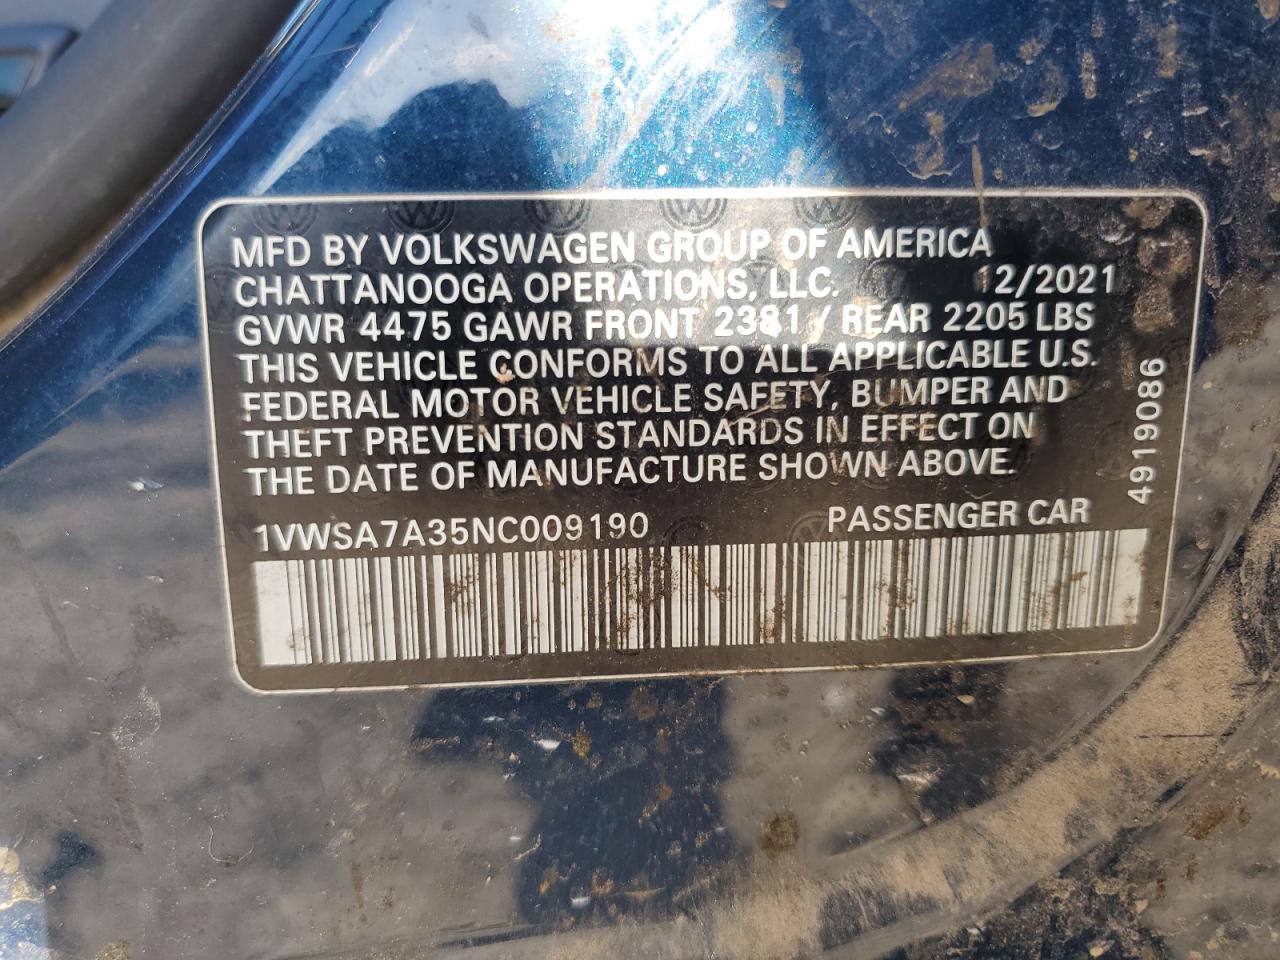 MFD BY VOLKSWAGEN GROUP OF AMERICA
CHATTANOOGA OPERATIONS, LLC. 12/2021
GVWR 4475 GAWR FRONT 2381 / REAR 2205 LBS
THIS VEHICLE CONFORMS TO ALL APPLICABLE U.S.
FEDERAL MOTOR VEHICLE SAFETY, BUMPER AND
THEFT PREVENTION STANDARDS IN EFFECT ON
THE DATE OF MANUFACTURE SHOWN ABOVE.
1VWSA7A35NC009190 PASSENGER CAR
4919086